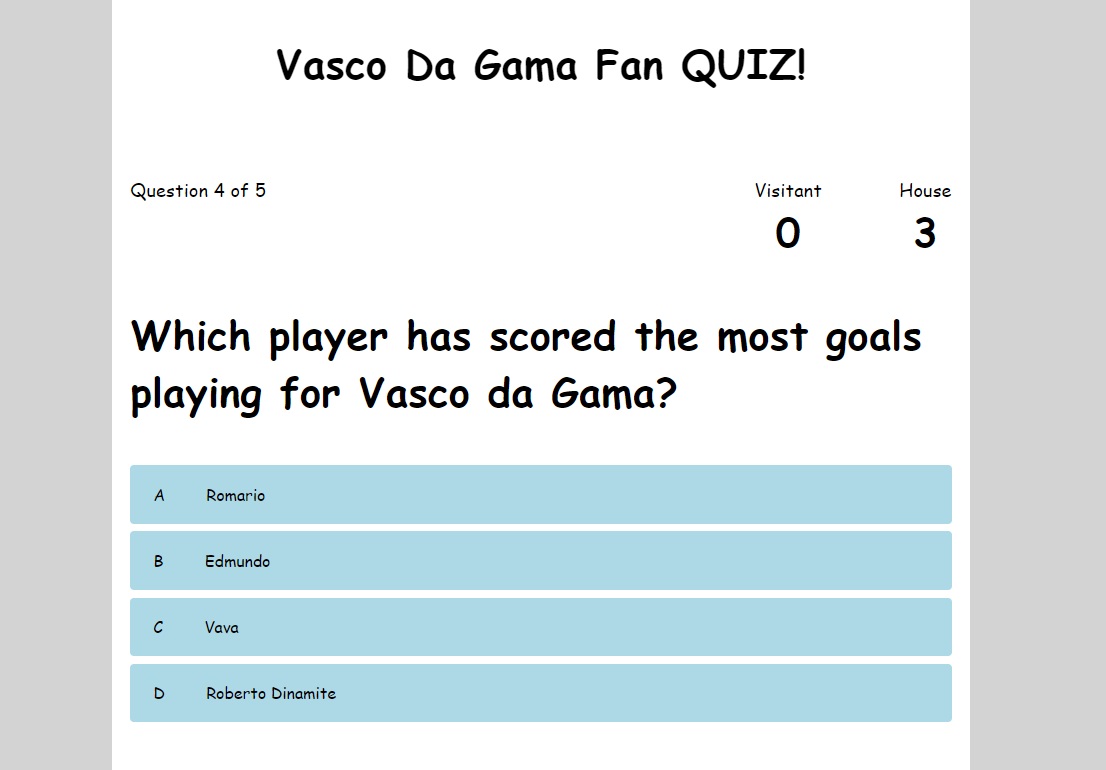 Vasco Da Gama Fan QUIZ!
Question 4 of 5
Visitant
House
0
3
Which player has scored the most goals
playing for Vasco da Gama?
A Romario
B Edmundo
C Vava
D Roberto Dinamite